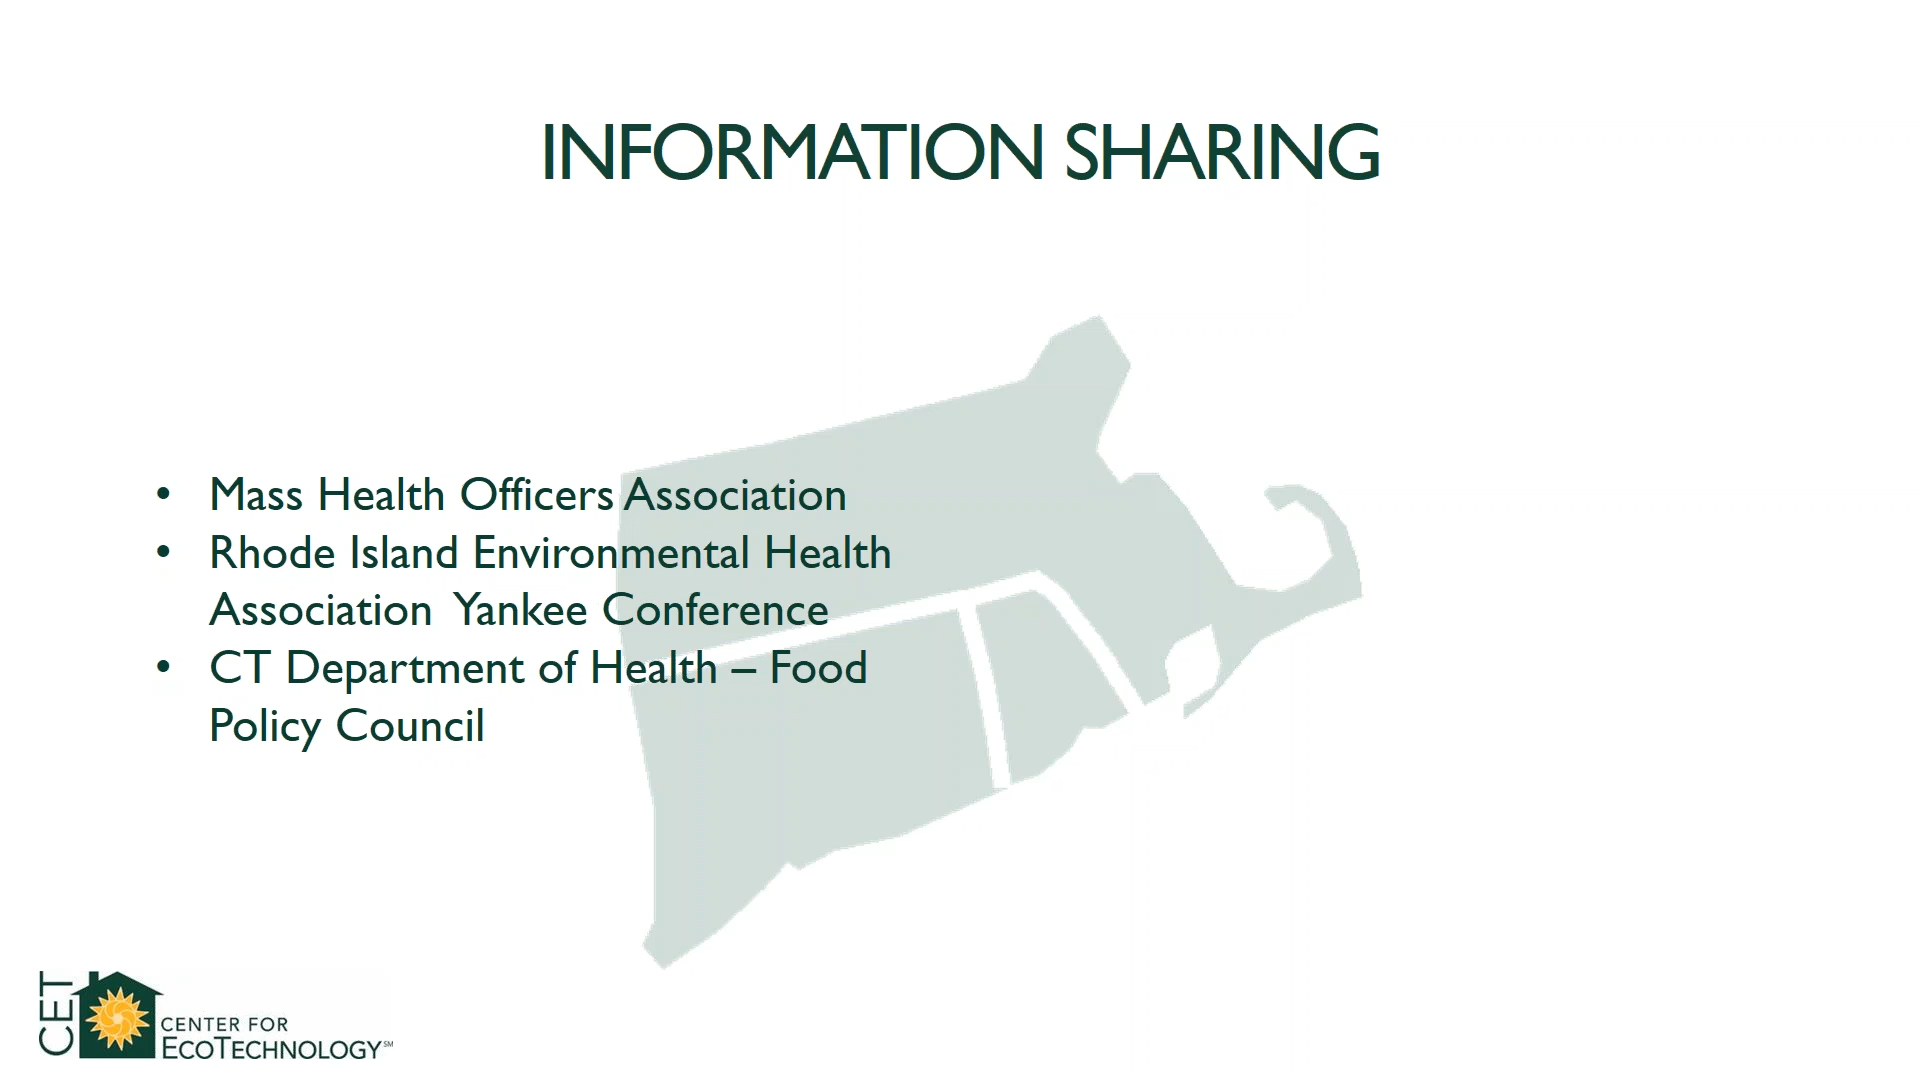 INFORMATION SHARING
• Mass Health Officers Association
• Rhode Island Environmental Health
Association Yankee Conference
• CT Department of Health – Food
Policy Council
CET
CENTER FOR
ECOTECHNOLOGY℠